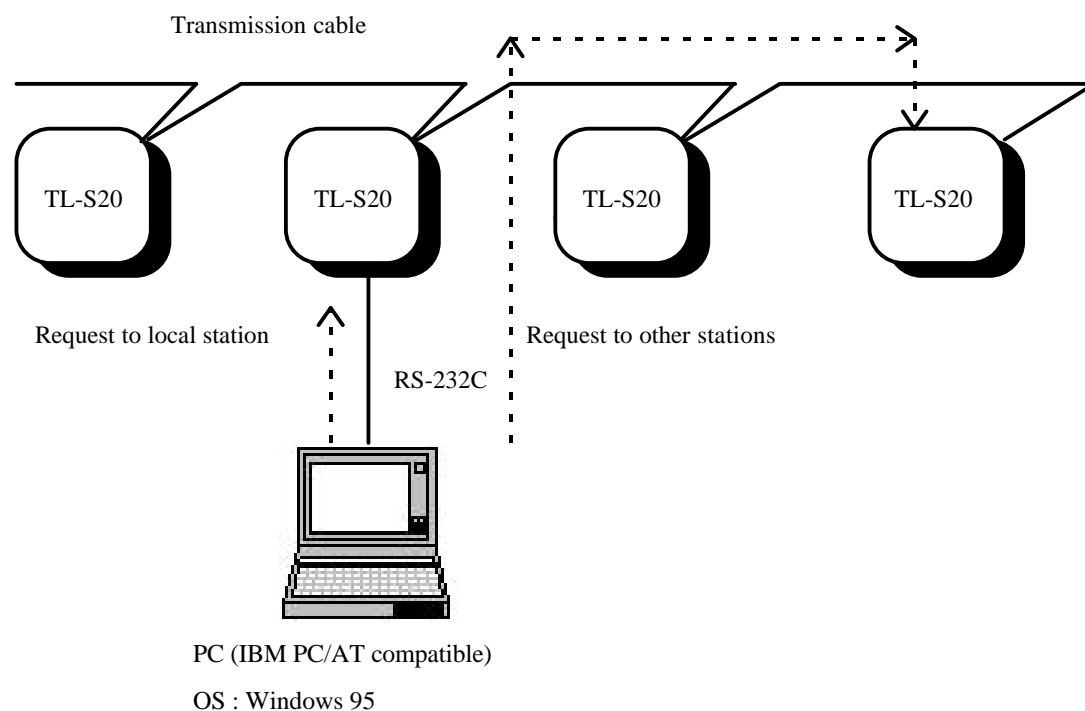 Transmission cable
TL-S20
TL-S20
TL-S20
TL-S20
Request to local station
Request to other stations
RS-232C
PC (IBM PC/AT compatible)
OS : Windows 95